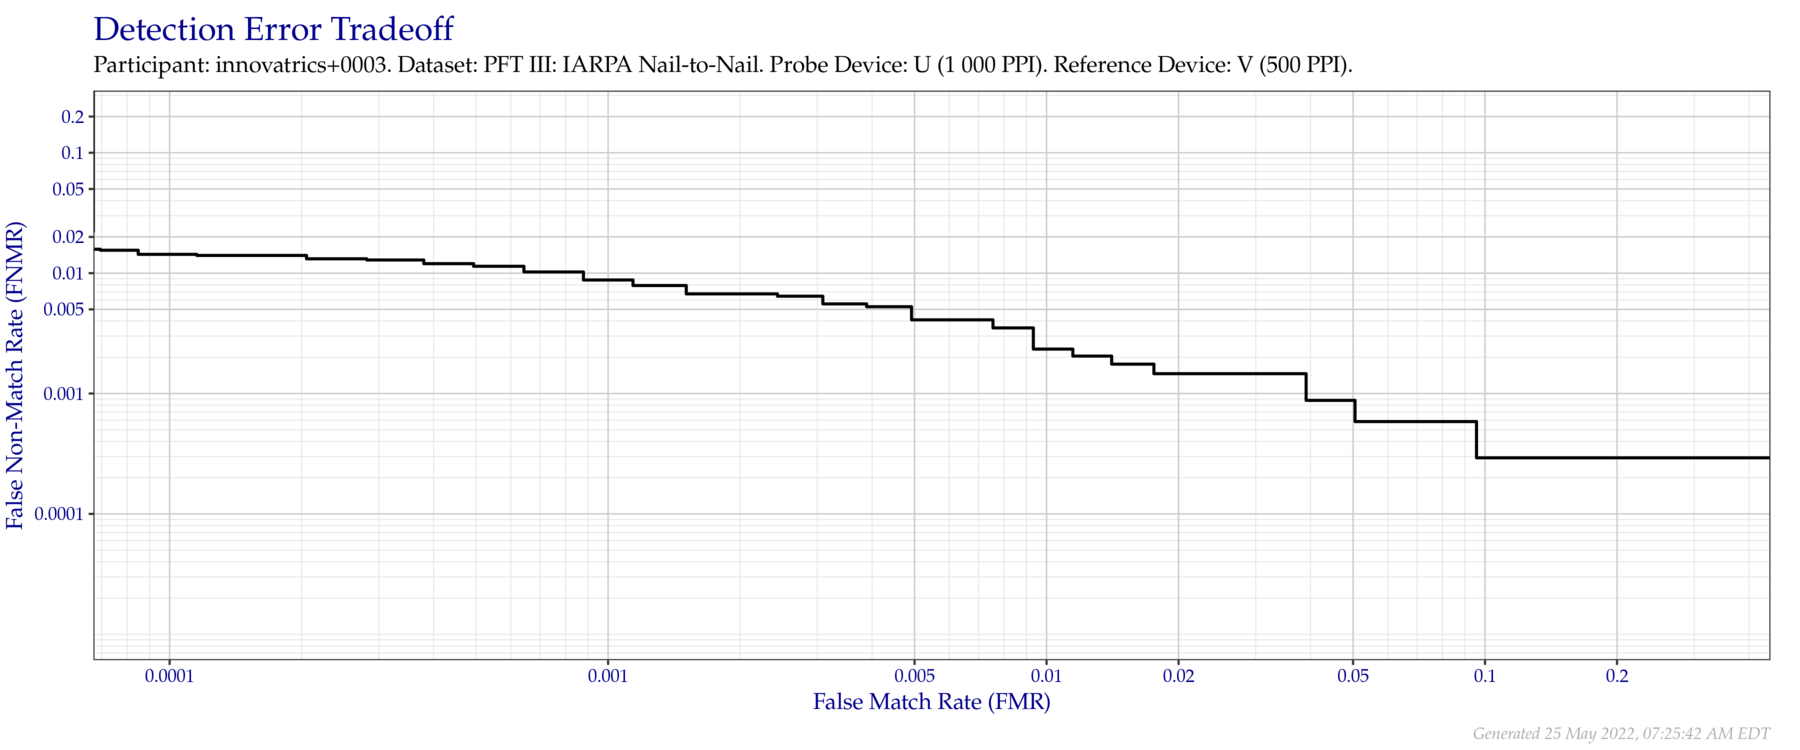 Detection Error Tradeoff
Participant: innovatrics+0003. Dataset: PFT III: IARPA Nail-to-Nail. Probe Device: U (1 000 PPI). Reference Device: V (500 PPI).
False Non-Match Rate (FNMR)
0.2
0.1
0.05
0.02
0.01
0.005
0.001
0.0001
0.0001 0.001 0.005 0.01 0.02 0.05 0.1 0.2
False Match Rate (FMR)
Generated 25 May 2022, 07:25:42 AM EDT